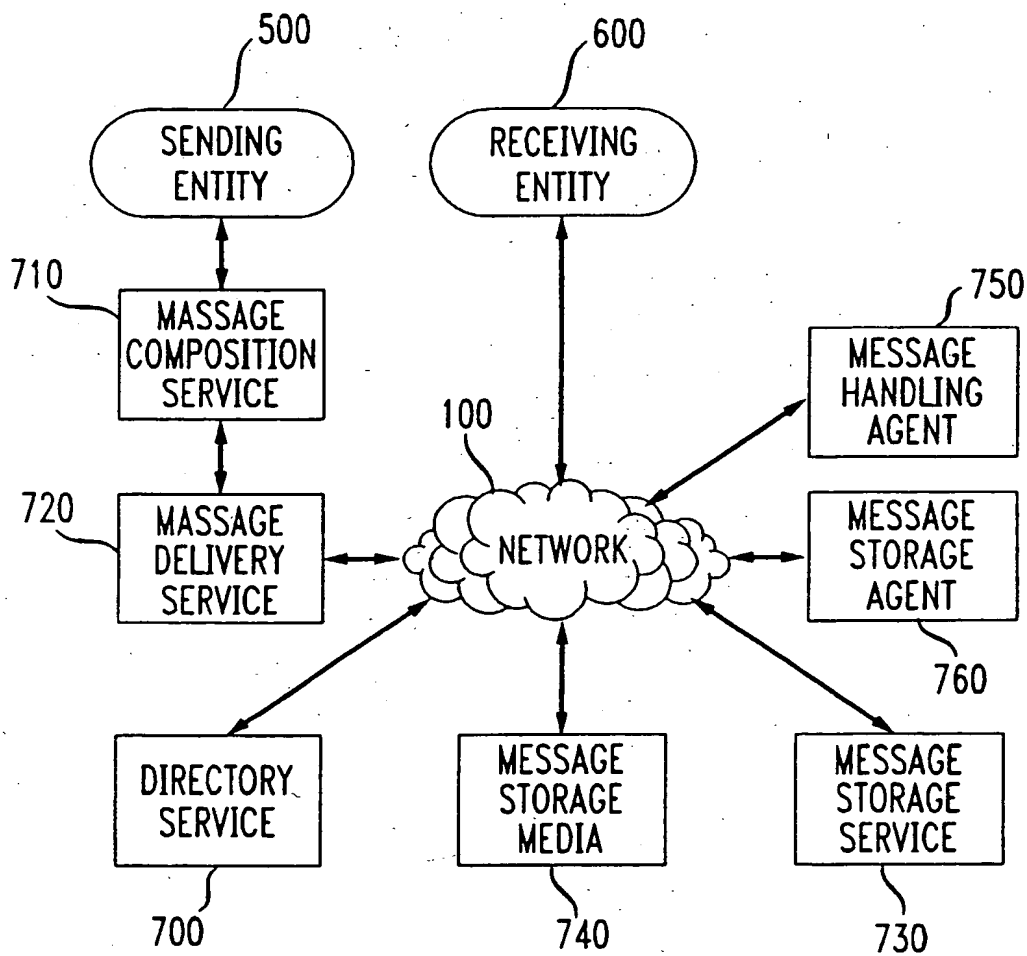 500
600
SENDING
ENTITY
RECEIVING
ENTITY
710
MASSAGE
COMPOSITION
SERVICE
750
MESSAGE
HANDLING
AGENT
100
720
MASSAGE
DELIVERY
SERVICE
NETWORK
MESSAGE
STORAGE
AGENT
760
DIRECTORY
SERVICE
MESSAGE
STORAGE
MEDIA
MESSAGE
STORAGE
SERVICE
700
740
730